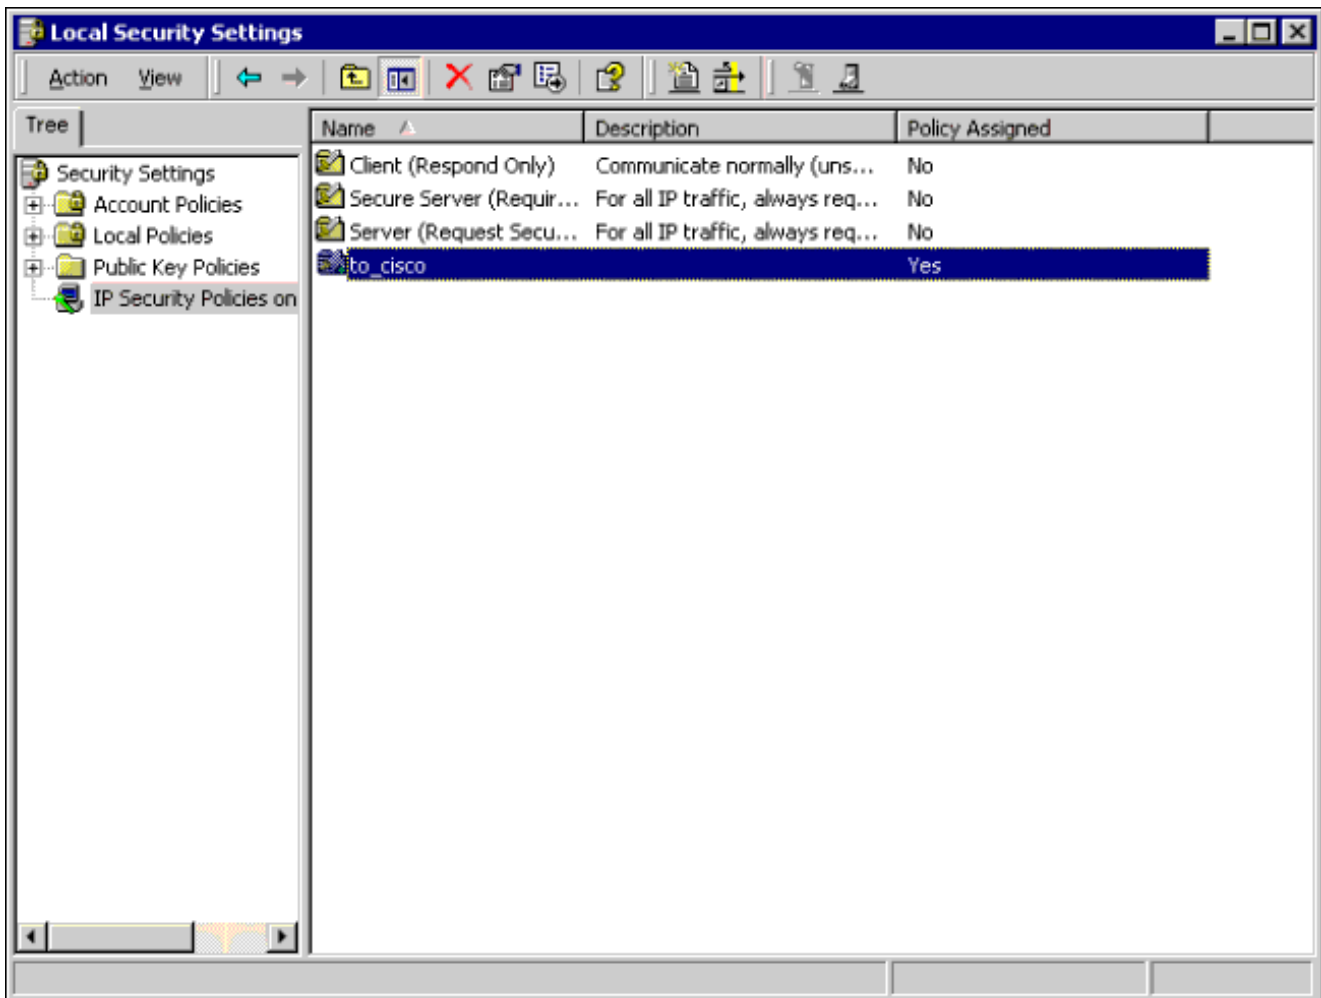 Local Security Settings
Action View
Tree
Name Description Policy Assigned
Security Settings
Account Policies
Local Policies
Public Key Policies
IP Security Policies on
Client (Respond Only) Communicate normally (uns... No
Secure Server (Requir... For all IP traffic, always req... No
Server (Request Secu... For all IP traffic, always req... No
to_cisco Yes